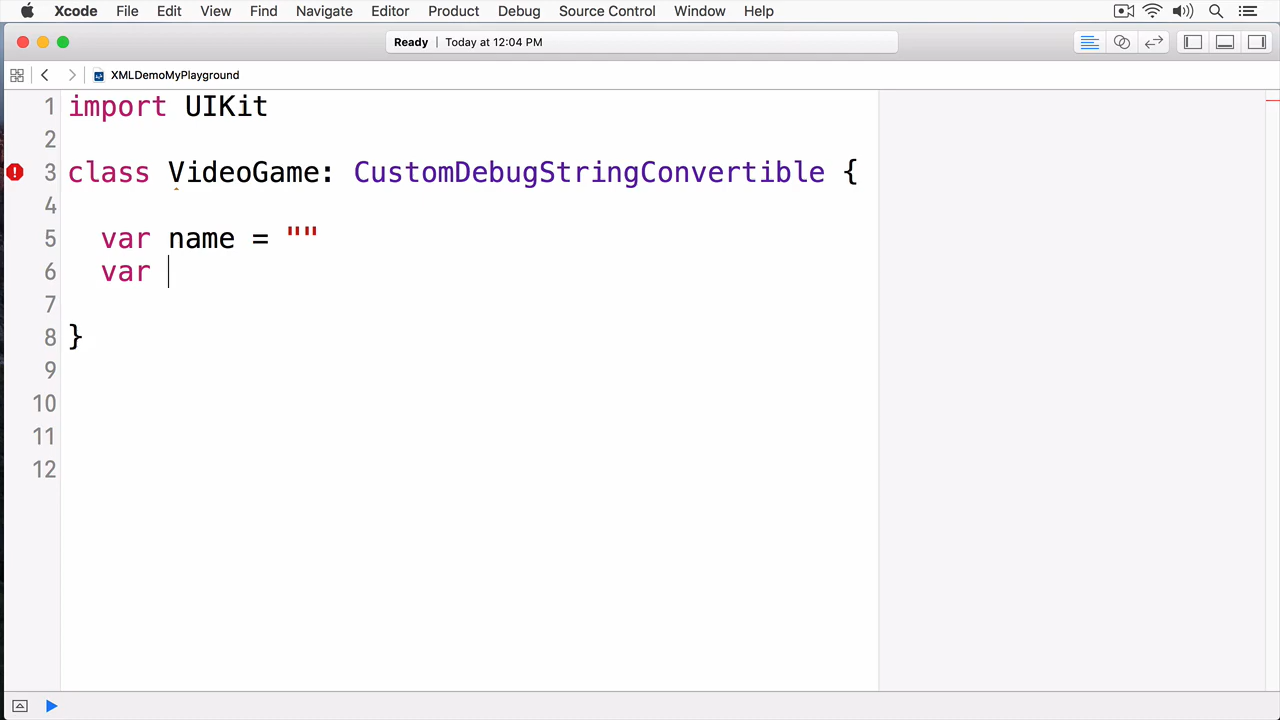 Xcode File Edit View Find Navigate Editor Product Debug Source Control Window Help
Ready | Today at 12:04 PM
XMLDemoMyPlayground
1 import UIKit
2
3 class VideoGame: CustomDebugStringConvertible {
4
5 var name = ""
6 var
7
8 }
9
10
11
12